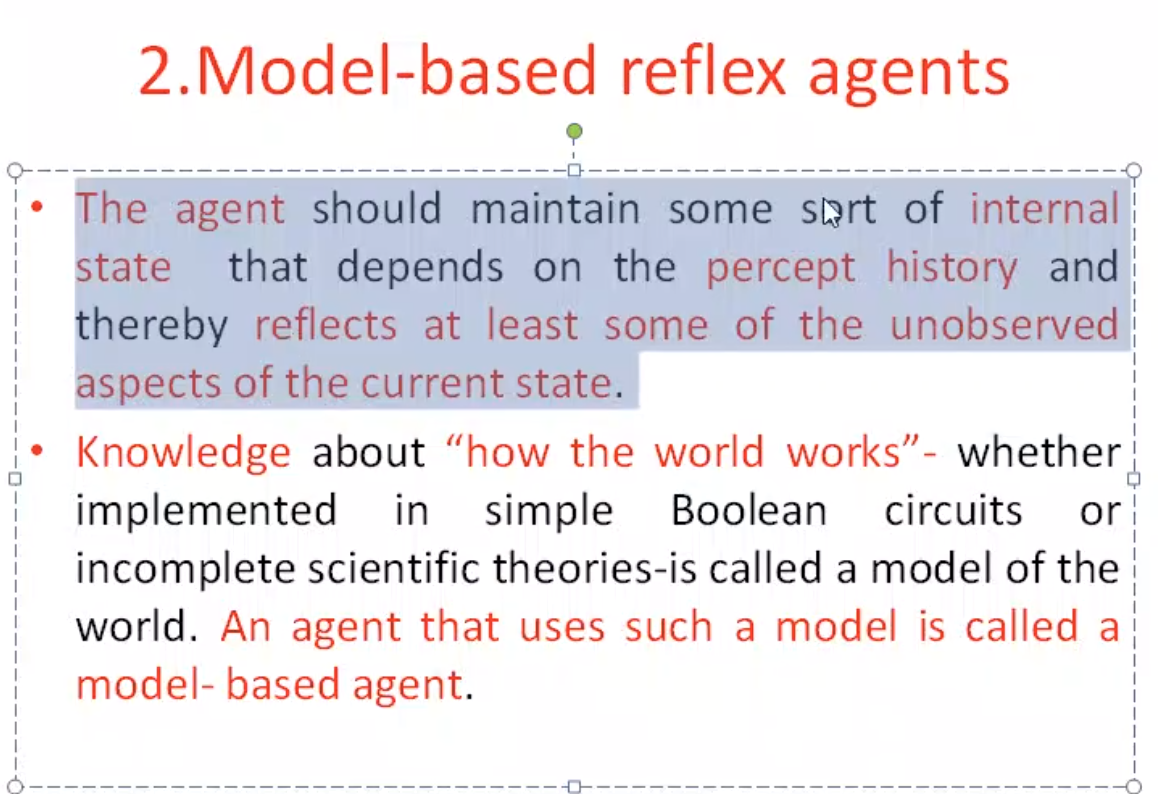 2.Model-based reflex agents
• The agent should maintain some sort of internal
state that depends on the percept history and
thereby reflects at least some of the unobserved
aspects of the current state.
• Knowledge about “how the world works”- whether
implemented in simple Boolean circuits or
incomplete scientific theories-is called a model of the
world. An agent that uses such a model is called a
model- based agent.